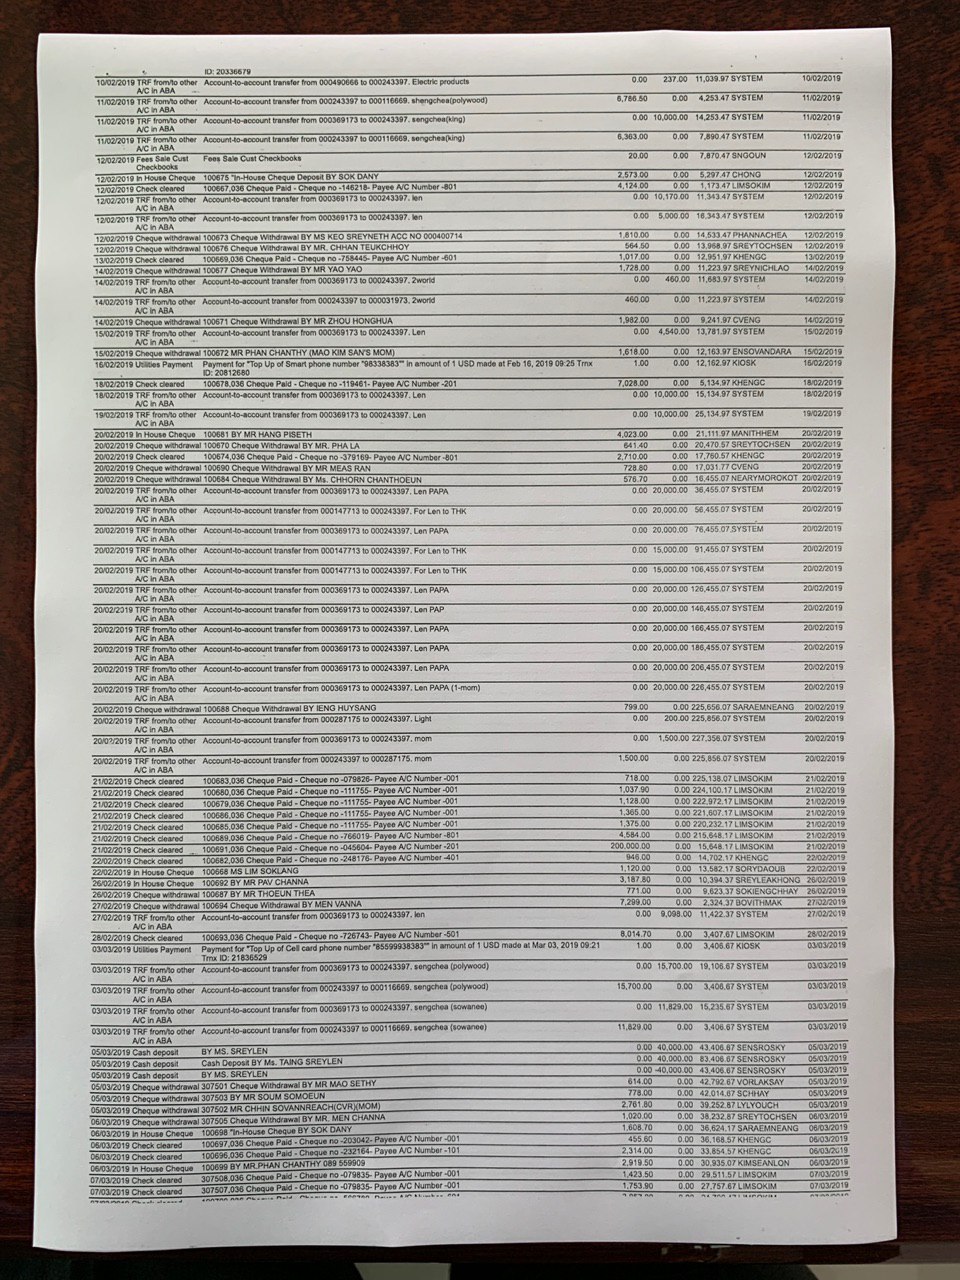 ID: 20336679
10/02/2019 TRF from/to other Account-to-account transfer from 000490666 to 000243397. Electric products 0.00 237.00 11,039.97 SYSTEM 10/02/2019
A/C in ABA
11/02/2019 TRF from/to other Account-to-account transfer from 000243397 to 000116669. shengchea(polywood) 6,786.50 0.00 4,253.47 SYSTEM 11/02/2019
A/C in ABA
11/02/2019 TRF from/to other Account-to-account transfer from 000369173 to 000243397. sengchea(king) 0.00 10,000.00 14,253.47 SYSTEM 11/02/2019
A/C in ABA
11/02/2019 TRF from/to other Account-to-account transfer from 000243397 to 000116669. sengchea(king) 6,363.00 0.00 7,890.47 SYSTEM 11/02/2019
A/C in ABA
12/02/2019 Fees Sale Cust Fees Sale Cust Checkbooks 20.00 0.00 7,870.47 SNGOUN 12/02/2019
Checkbooks
12/02/2019 In House Cheque 100675 "In-House Cheque Deposit BY SOK DANY 2,573.00 0.00 5,297.47 CHONG 12/02/2019
12/02/2019 Check cleared 100667,036 Cheque Paid - Cheque no -146218- Payee A/C Number -801 4,124.00 0.00 1,173.47 LIMSOKIM 12/02/2019
12/02/2019 TRF from/to other Account-to-account transfer from 000369173 to 000243397. len 0.00 10,170.00 11,343.47 SYSTEM 12/02/2019
A/C in ABA
12/02/2019 TRF from/to other Account-to-account transfer from 000369173 to 000243397. len 0.00 5,000.00 16,343.47 SYSTEM 12/02/2019
A/C in ABA
12/02/2019 Cheque withdrawal 100673 Cheque Withdrawal BY MS KEO SREYNETH ACC NO 000400714 1,810.00 0.00 14,533.47 PHANNACHEA 12/02/2019
12/02/2019 Cheque withdrawal 100676 Cheque Withdrawal BY MR. CHHAN TEUKCHHOY 564.50 0.00 13,968.97 SREYTOCHSEN 12/02/2019
13/02/2019 Check cleared 100669,036 Cheque Paid - Cheque no -758445- Payee A/C Number -601 1,017.00 0.00 12,951.97 KHENGC 13/02/2019
14/02/2019 Cheque withdrawal 100677 Cheque Withdrawal BY MR YAO YAO 1,728.00 0.00 11,223.97 SREYNICHLAO 14/02/2019
14/02/2019 TRF from/to other Account-to-account transfer from 000369173 to 000243397. 2world 0.00 460.00 11,683.97 SYSTEM 14/02/2019
A/C in ABA
14/02/2019 TRF from/to other Account-to-account transfer from 000243397 to 000031973, 2world 460.00 0.00 11,223.97 SYSTEM 14/02/2019
A/C in ABA
14/02/2019 Cheque withdrawal 100671 Cheque Withdrawal BY MR ZHOU HONGHUA 1,982.00 0.00 9,241.97 CVENG 14/02/2019
15/02/2019 TRF from/to other Account-to-account transfer from 000369173 to 000243397. Len 0.00 4,540.00 13,781.97 SYSTEM 15/02/2019
A/C in ABA
15/02/2019 Cheque withdrawal 100672 MR PHAN CHANTHY (MAO KIM SAN'S MOM) 1,618.00 0.00 12,163.97 ENSOVANDARA 15/02/2019
16/02/2019 Utilities Payment Payment for "Top Up of Smart phone number "98338383"" in amount of 1 USD made at Feb 16, 2019 09:25 Trnx 1.00 0.00 12,162.97 KIOSK 16/02/2019
ID: 20812680
18/02/2019 Check cleared 100678,036 Cheque Paid - Cheque no -119461- Payee A/C Number -201 7,028.00 0.00 5,134.97 KHENGC 18/02/2019
18/02/2019 TRF from/to other Account-to-account transfer from 000369173 to 000243397. Len 0.00 10,000.00 15,134.97 SYSTEM 18/02/2019
A/C in ABA
19/02/2019 TRF from/to other Account-to-account transfer from 000369173 to 000243397. Len 0.00 10,000.00 25,134.97 SYSTEM 19/02/2019
A/C in ABA
20/02/2019 In House Cheque 100681 BY MR HANG PISETH 4,023.00 0.00 21,111.97 MANITHHEM 20/02/2019
20/02/2019 Cheque withdrawal 100670 Cheque Withdrawal BY MR. PHA LA 641.40 0.00 20,470.57 SREYTOCHSEN 20/02/2019
20/02/2019 Check cleared 100674,036 Cheque Paid - Cheque no -379169- Payee A/C Number -801 2,710.00 0.00 17,760.57 KHENGC 20/02/2019
20/02/2019 Cheque withdrawal 100690 Cheque Withdrawal BY MR MEAS RAN 728.80 0.00 17,031.77 CVENG 20/02/2019
20/02/2019 Cheque withdrawal 100684 Cheque Withdrawal BY Ms. CHHORN CHANTHOEUN 576.70 0.00 16,455.07 NEARYMOROKOT 20/02/2019
20/02/2019 TRF from/to other Account-to-account transfer from 000369173 to 000243397. Len PAPA 0.00 20,000.00 36,455.07 SYSTEM 20/02/2019
A/C in ABA
20/02/2019 TRF from/to other Account-to-account transfer from 000147713 to 000243397. For Len to THK 0.00 20,000.00 56,455.07 SYSTEM 20/02/2019
A/C in ABA
20/02/2019 TRF from/to other Account-to-account transfer from 000369173 to 000243397. Len PAPA 0.00 20,000.00 76,455.07 SYSTEM 20/02/2019
A/C in ABA
20/02/2019 TRF from/to other Account-to-account transfer from 000147713 to 000243397. For Len to THK 0.00 15,000.00 91,455.07 SYSTEM 20/02/2019
A/C in ABA
20/02/2019 TRF from/to other Account-to-account transfer from 000147713 to 000243397. For Len to THK 0.00 15,000.00 106,455.07 SYSTEM 20/02/2019
A/C in ABA
20/02/2019 TRF from/to other Account-to-account transfer from 000369173 to 000243397. Len PAPA 0.00 20,000.00 126,455.07 SYSTEM 20/02/2019
A/C in ABA
20/02/2019 TRF from/to other Account-to-account transfer from 000369173 to 000243397. Len PAP 0.00 20,000.00 146,455.07 SYSTEM 20/02/2019
A/C in ABA
20/02/2019 TRF from/to other Account-to-account transfer from 000369173 to 000243397. Len PAPA 0.00 20,000.00 166,455.07 SYSTEM 20/02/2019
A/C in ABA
20/02/2019 TRF from/to other Account-to-account transfer from 000369173 to 000243397. Len PAPA 0.00 20,000.00 186,455.07 SYSTEM 20/02/2019
A/C in ABA
20/02/2019 TRF from/to other Account-to-account transfer from 000369173 to 000243397. Len PAPA 0.00 20,000.00 206,455.07 SYSTEM 20/02/2019
A/C in ABA
20/02/2019 TRF from/to other Account-to-account transfer from 000369173 to 000243397. Len PAPA (1-mom) 0.00 20,000.00 226,455.07 SYSTEM 20/02/2019
A/C in ABA
20/02/2019 Cheque withdrawal 100688 Cheque Withdrawal BY IENG HUYSANG 799.00 0.00 225,656.07 SARAEMNEANG 20/02/2019
20/02/2019 TRF from/to other Account-to-account transfer from 000287175 to 000243397. Light 0.00 200.00 225,856.07 SYSTEM 20/02/2019
A/C in ABA
20/02/2019 TRF from/to other Account-to-account transfer from 000369173 to 000243397. mom 0.00 1,500.00 227,356.07 SYSTEM 20/02/2019
A/C in ABA
20/02/2019 TRF from/to other Account-to-account transfer from 000243397 to 000287175. mom 1,500.00 0.00 225,856.07 SYSTEM 20/02/2019
A/C in ABA
21/02/2019 Check cleared 100683,036 Cheque Paid - Cheque no -079826- Payee A/C Number -001 718.00 0.00 225,138.07 LIMSOKIM 21/02/2019
21/02/2019 Check cleared 100680,036 Cheque Paid - Cheque no -111755- Payee A/C Number -001 1,037.90 0.00 224,100.17 LIMSOKIM 21/02/2019
21/02/2019 Check cleared 100679,036 Cheque Paid - Cheque no -111755- Payee A/C Number -001 1,128.00 0.00 222,972.17 LIMSOKIM 21/02/2019
21/02/2019 Check cleared 100686,036 Cheque Paid - Cheque no -111755- Payee A/C Number -001 1,365.00 0.00 221,607.17 LIMSOKIM 21/02/2019
21/02/2019 Check cleared 100685,036 Cheque Paid - Cheque no -111755- Payee A/C Number -001 1,375.00 0.00 220,232.17 LIMSOKIM 21/02/2019
21/02/2019 Check cleared 100689,036 Cheque Paid - Cheque no -766019- Payee A/C Number -801 4,584.00 0.00 215,648.17 LIMSOKIM 21/02/2019
21/02/2019 Check cleared 100691,036 Cheque Paid - Cheque no -045604- Payee A/C Number -201 200,000.00 0.00 15,648.17 LIMSOKIM 21/02/2019
22/02/2019 Check cleared 100682,036 Cheque Paid - Cheque no -248176- Payee A/C Number -401 946.00 0.00 14,702.17 KHENGC 22/02/2019
22/02/2019 In House Cheque 100668 MS LIM SOKLANG 1,120.00 0.00 13,582.17 SORYDAOUB 22/02/2019
26/02/2019 In House Cheque 100692 BY MR PAV CHANNA 3,187.80 0.00 10,394.37 SREYLEAKHONG 26/02/2019
26/02/2019 Cheque withdrawal 100687 BY MR THOEUN THEA 771.00 0.00 9,623.37 SOKIENGCHHAY 26/02/2019
27/02/2019 Cheque withdrawal 100694 Cheque Withdrawal BY MEN VANNA 7,299.00 0.00 2,324.37 BOVITHMAK 27/02/2019
27/02/2019 TRF from/to other Account-to-account transfer from 000369173 to 000243397. len 0.00 9,098.00 11,422.37 SYSTEM 27/02/2019
A/C in ABA
28/02/2019 Check cleared 100693,036 Cheque Paid - Cheque no -726743- Payee A/C Number -501 8,014.70 0.00 3,407.67 LIMSOKIM 28/02/2019
03/03/2019 Utilities Payment Payment for "Top Up of Cell card phone number "85599938383"" in amount of 1 USD made at Mar 03, 2019 09:21 1.00 0.00 3,406.67 KIOSK 03/03/2019
Trnx ID: 21836529
03/03/2019 TRF from/to other Account-to-account transfer from 000369173 to 000243397. sengchea (polywood) 0.00 15,700.00 19,106.67 SYSTEM 03/03/2019
A/C in ABA
03/03/2019 TRF from/to other Account-to-account transfer from 000243397 to 000116669. sengchea (polywood) 15,700.00 0.00 3,406.67 SYSTEM 03/03/2019
A/C in ABA
03/03/2019 TRF from/to other Account-to-account transfer from 000369173 to 000243397. sengchea (sowanee) 0.00 11,829.00 15,235.67 SYSTEM 03/03/2019
A/C in ABA
03/03/2019 TRF from/to other Account-to-account transfer from 000243397 to 000116669. sengchea (sowanee) 11,829.00 0.00 3,406.67 SYSTEM 03/03/2019
A/C in ABA
05/03/2019 Cash deposit BY MS. SREYLEN 0.00 40,000.00 43,406.67 SENSROSKY 05/03/2019
05/03/2019 Cash deposit Cash Deposit BY Ms. TAING SREYLEN 0.00 40,000.00 83,406.67 SENSROSKY 05/03/2019
05/03/2019 Cash deposit BY MS. SREYLEN 0.00 -40,000.00 43,406.67 SENSROSKY 05/03/2019
05/03/2019 Cheque withdrawal 307501 Cheque Withdrawal BY MR MAO SETHY 614.00 0.00 42,792.67 VORLAKSAY 05/03/2019
05/03/2019 Cheque withdrawal 307503 BY MR SOUM SOMOEUN 778.00 0.00 42,014.67 SCHHAY 05/03/2019
05/03/2019 Cheque withdrawal 307502 MR CHHIN SOVANNREACH(CVR)(MOM) 2,761.80 0.00 39,252.87 LYLYOUCH 05/03/2019
06/03/2019 Cheque withdrawal 307505 Cheque Withdrawal BY MR. MEN CHANNA 1,020.00 0.00 38,232.87 SREYTOCHSEN 06/03/2019
06/03/2019 In House Cheque 100698 "In-House Cheque BY SOK DANY 1,608.70 0.00 36,624.17 SARAEMNEANG 06/03/2019
06/03/2019 Check cleared 100697,036 Cheque Paid - Cheque no -203042- Payee A/C Number -001 455.60 0.00 36,168.57 KHENGC 06/03/2019
06/03/2019 Check cleared 100696,036 Cheque Paid - Cheque no -232164- Payee A/C Number -101 2,314.00 0.00 33,854.57 KHENGC 06/03/2019
06/03/2019 In House Cheque 100699 BY MR.PHAN CHANTHY 089 559909 2,919.50 0.00 30,935.07 KIMSEANLON 06/03/2019
07/03/2019 Check cleared 307508,036 Cheque Paid - Cheque no -079835- Payee A/C Number -001 1,423.50 0.00 29,511.57 LIMSOKIM 07/03/2019
07/03/2019 Check cleared 307507,036 Cheque Paid - Cheque no -079835- Payee A/C Number -001 1,753.90 0.00 27,757.67 LIMSOKIM 07/03/2019